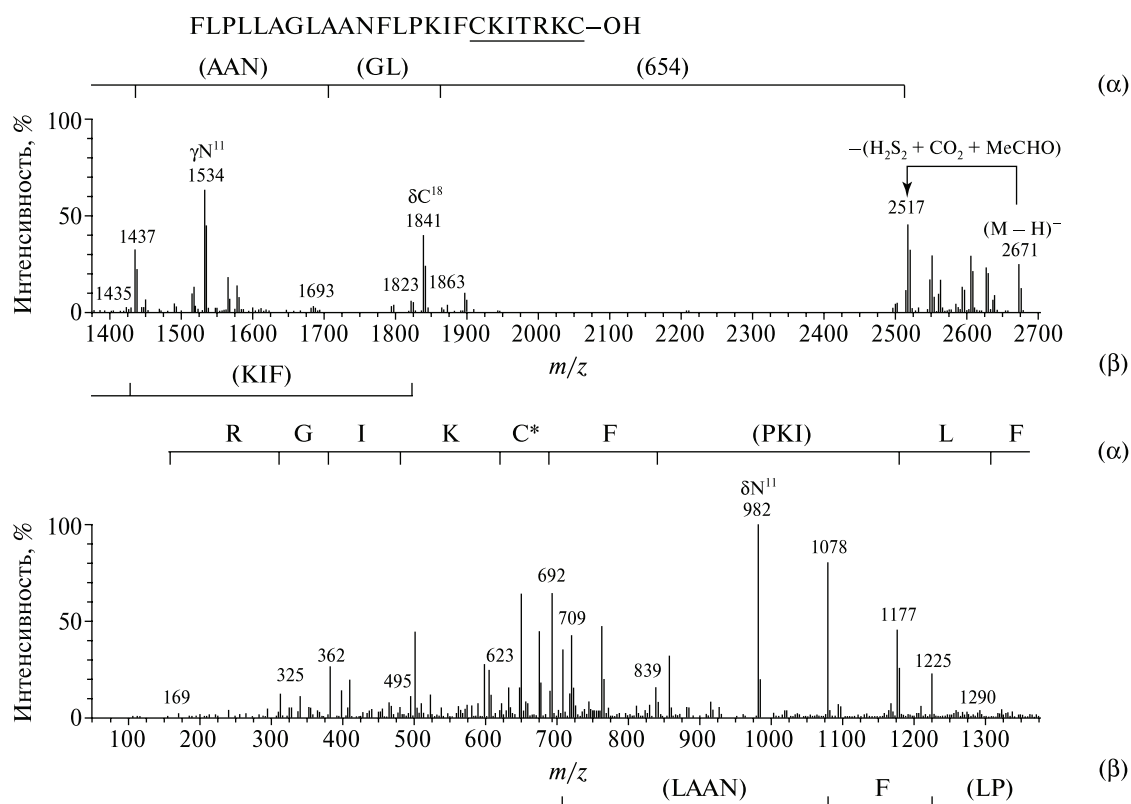 FLPLLAGLAANFLPKIFCKITRKC–OH
(AAN) (GL) (654) (α)
Интенсивность, %
100
50
0
γN¹¹
1534
δC¹⁸
1841
–(H₂S₂ + CO₂ + MeCHO)
2517
(M – H)⁻
2671
1437
1435
1693
1823
1863
1400 1500 1600 1700 1800 1900 2000 2100 2200 2300 2400 2500 2600 2700
m/z
(KIF) (β)
R G I K C* F (PKI) L F (α)
Интенсивность, %
100
50
0
δN¹¹
982
1078
692
709
1177
623
839
1225
362
325
495
1290
169
100 200 300 400 500 600 700 800 900 1000 1100 1200 1300
m/z
(LAAN) F (LP) (β)